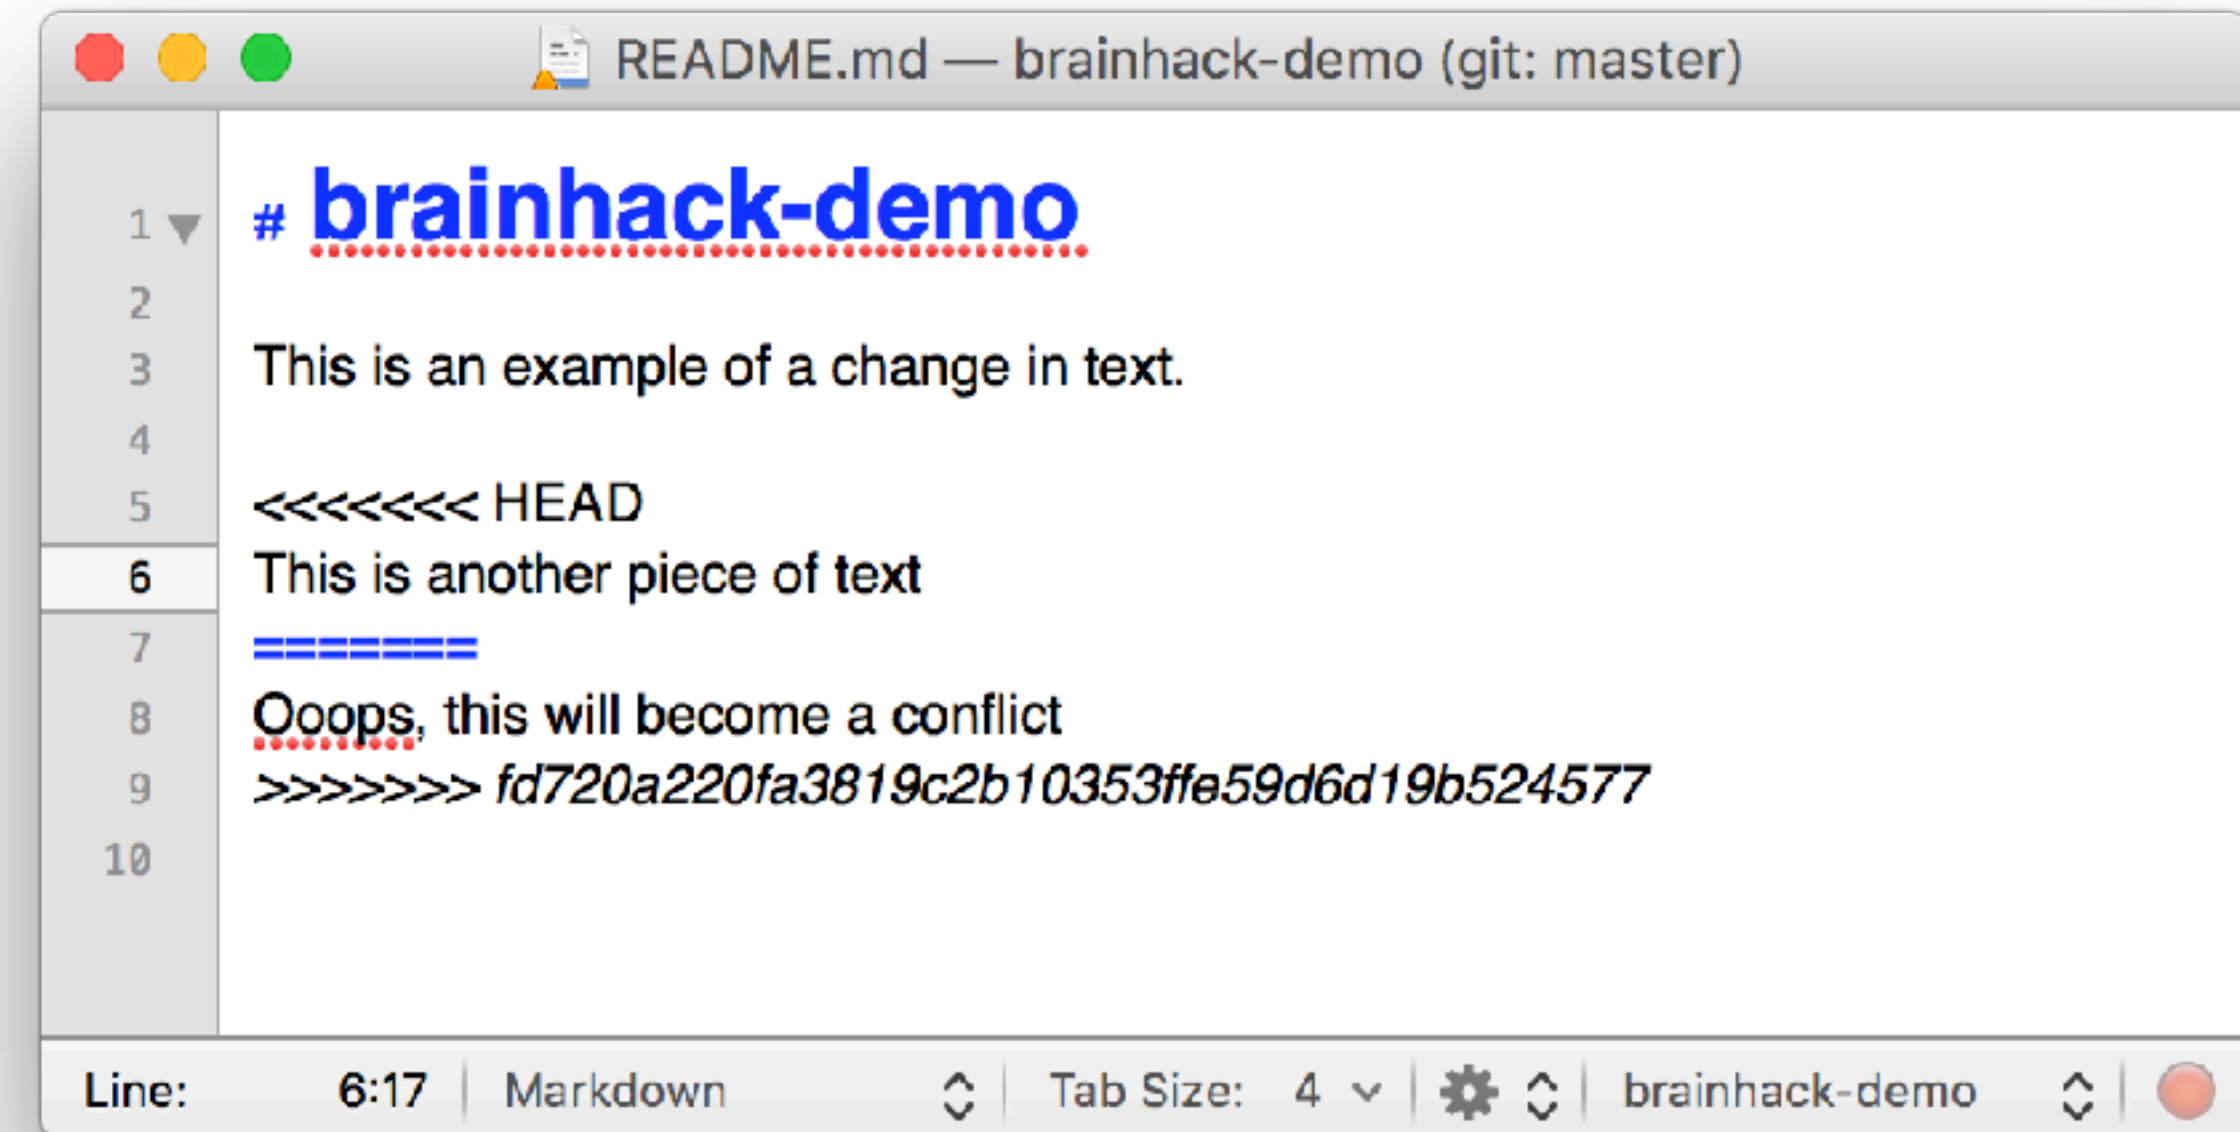 README.md — brainhack-demo (git: master)
1 # brainhack-demo
2
3 This is an example of a change in text.
4
5 <<<<<<< HEAD
6 This is another piece of text
7 =======
8 Ooops, this will become a conflict
9 >>>>>>> fd720a220fa3819c2b10353ffe59d6d19b524577
10
Line: 6:17 Markdown Tab Size: 4 brainhack-demo